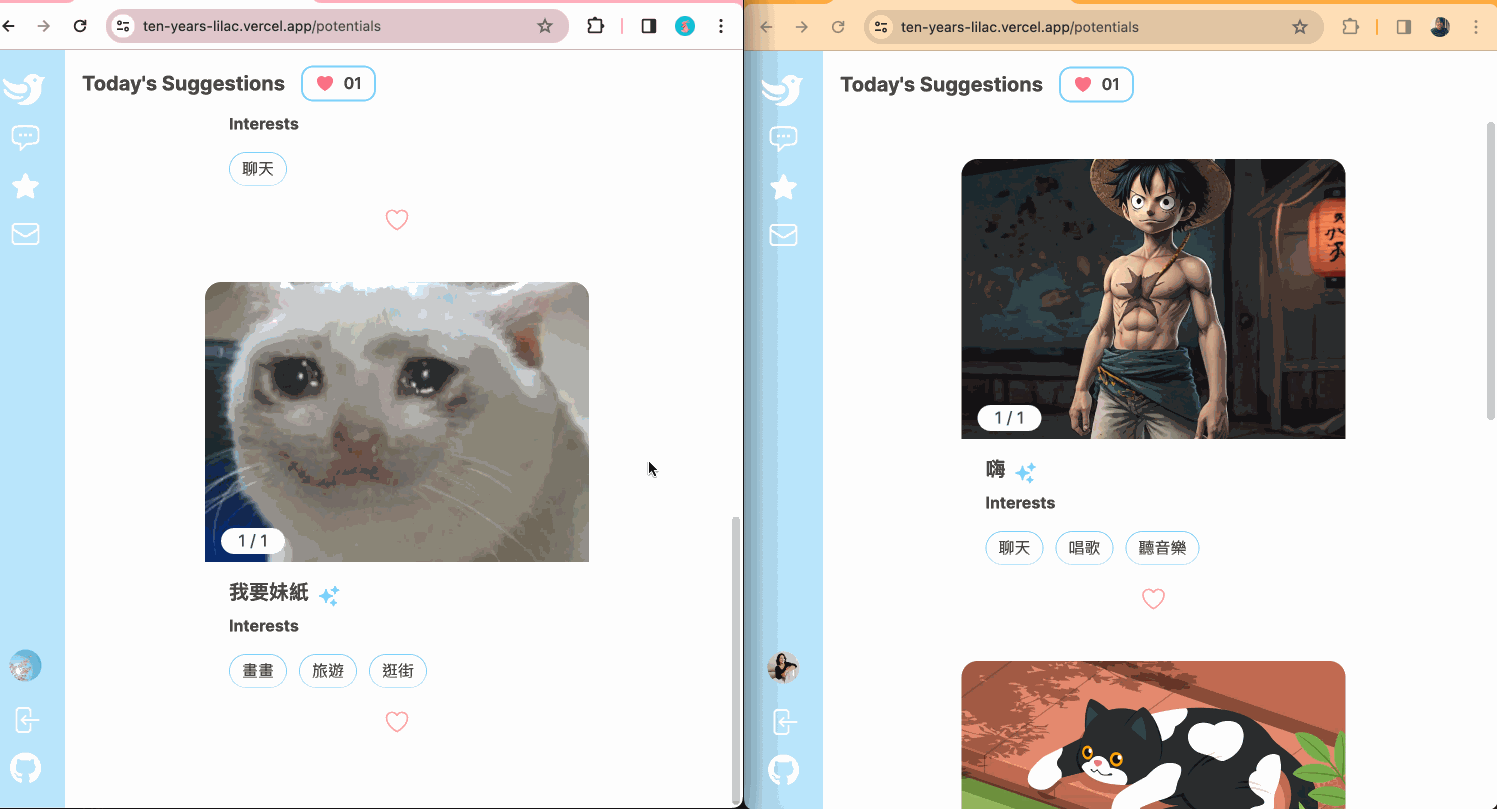 ten-years-lilac.vercel.app/potentials
Today's Suggestions
01
Interests
聊天
1 / 1
我要妹紙
Interests
畫畫
旅遊
逛街
ten-years-lilac.vercel.app/potentials
Today's Suggestions
01
1 / 1
嗨
Interests
聊天
唱歌
聽音樂